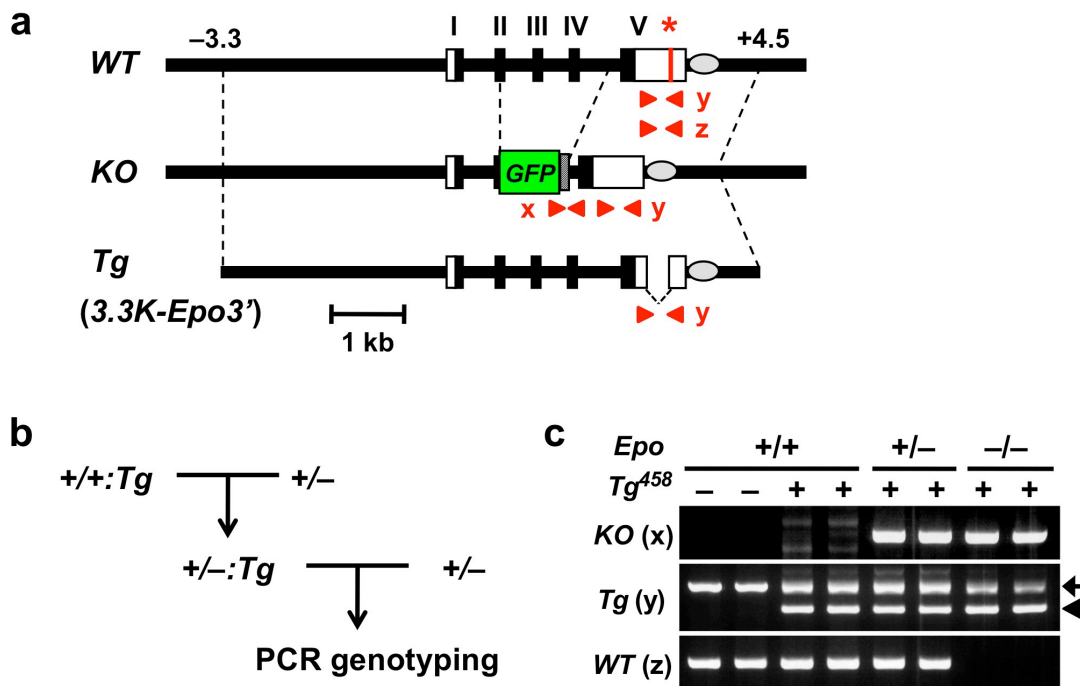 a
I II III IV V *
–3.3 +4.5
WT
y
z
KO GFP
x y
Tg
(3.3K-Epo3’)
y
1 kb
b
+/+:Tg +/–
+/–:Tg +/–
PCR genotyping
c
Epo +/+ +/– –/–
Tg458 – – + + + + + +
KO (x)
Tg (y)
WT (z)